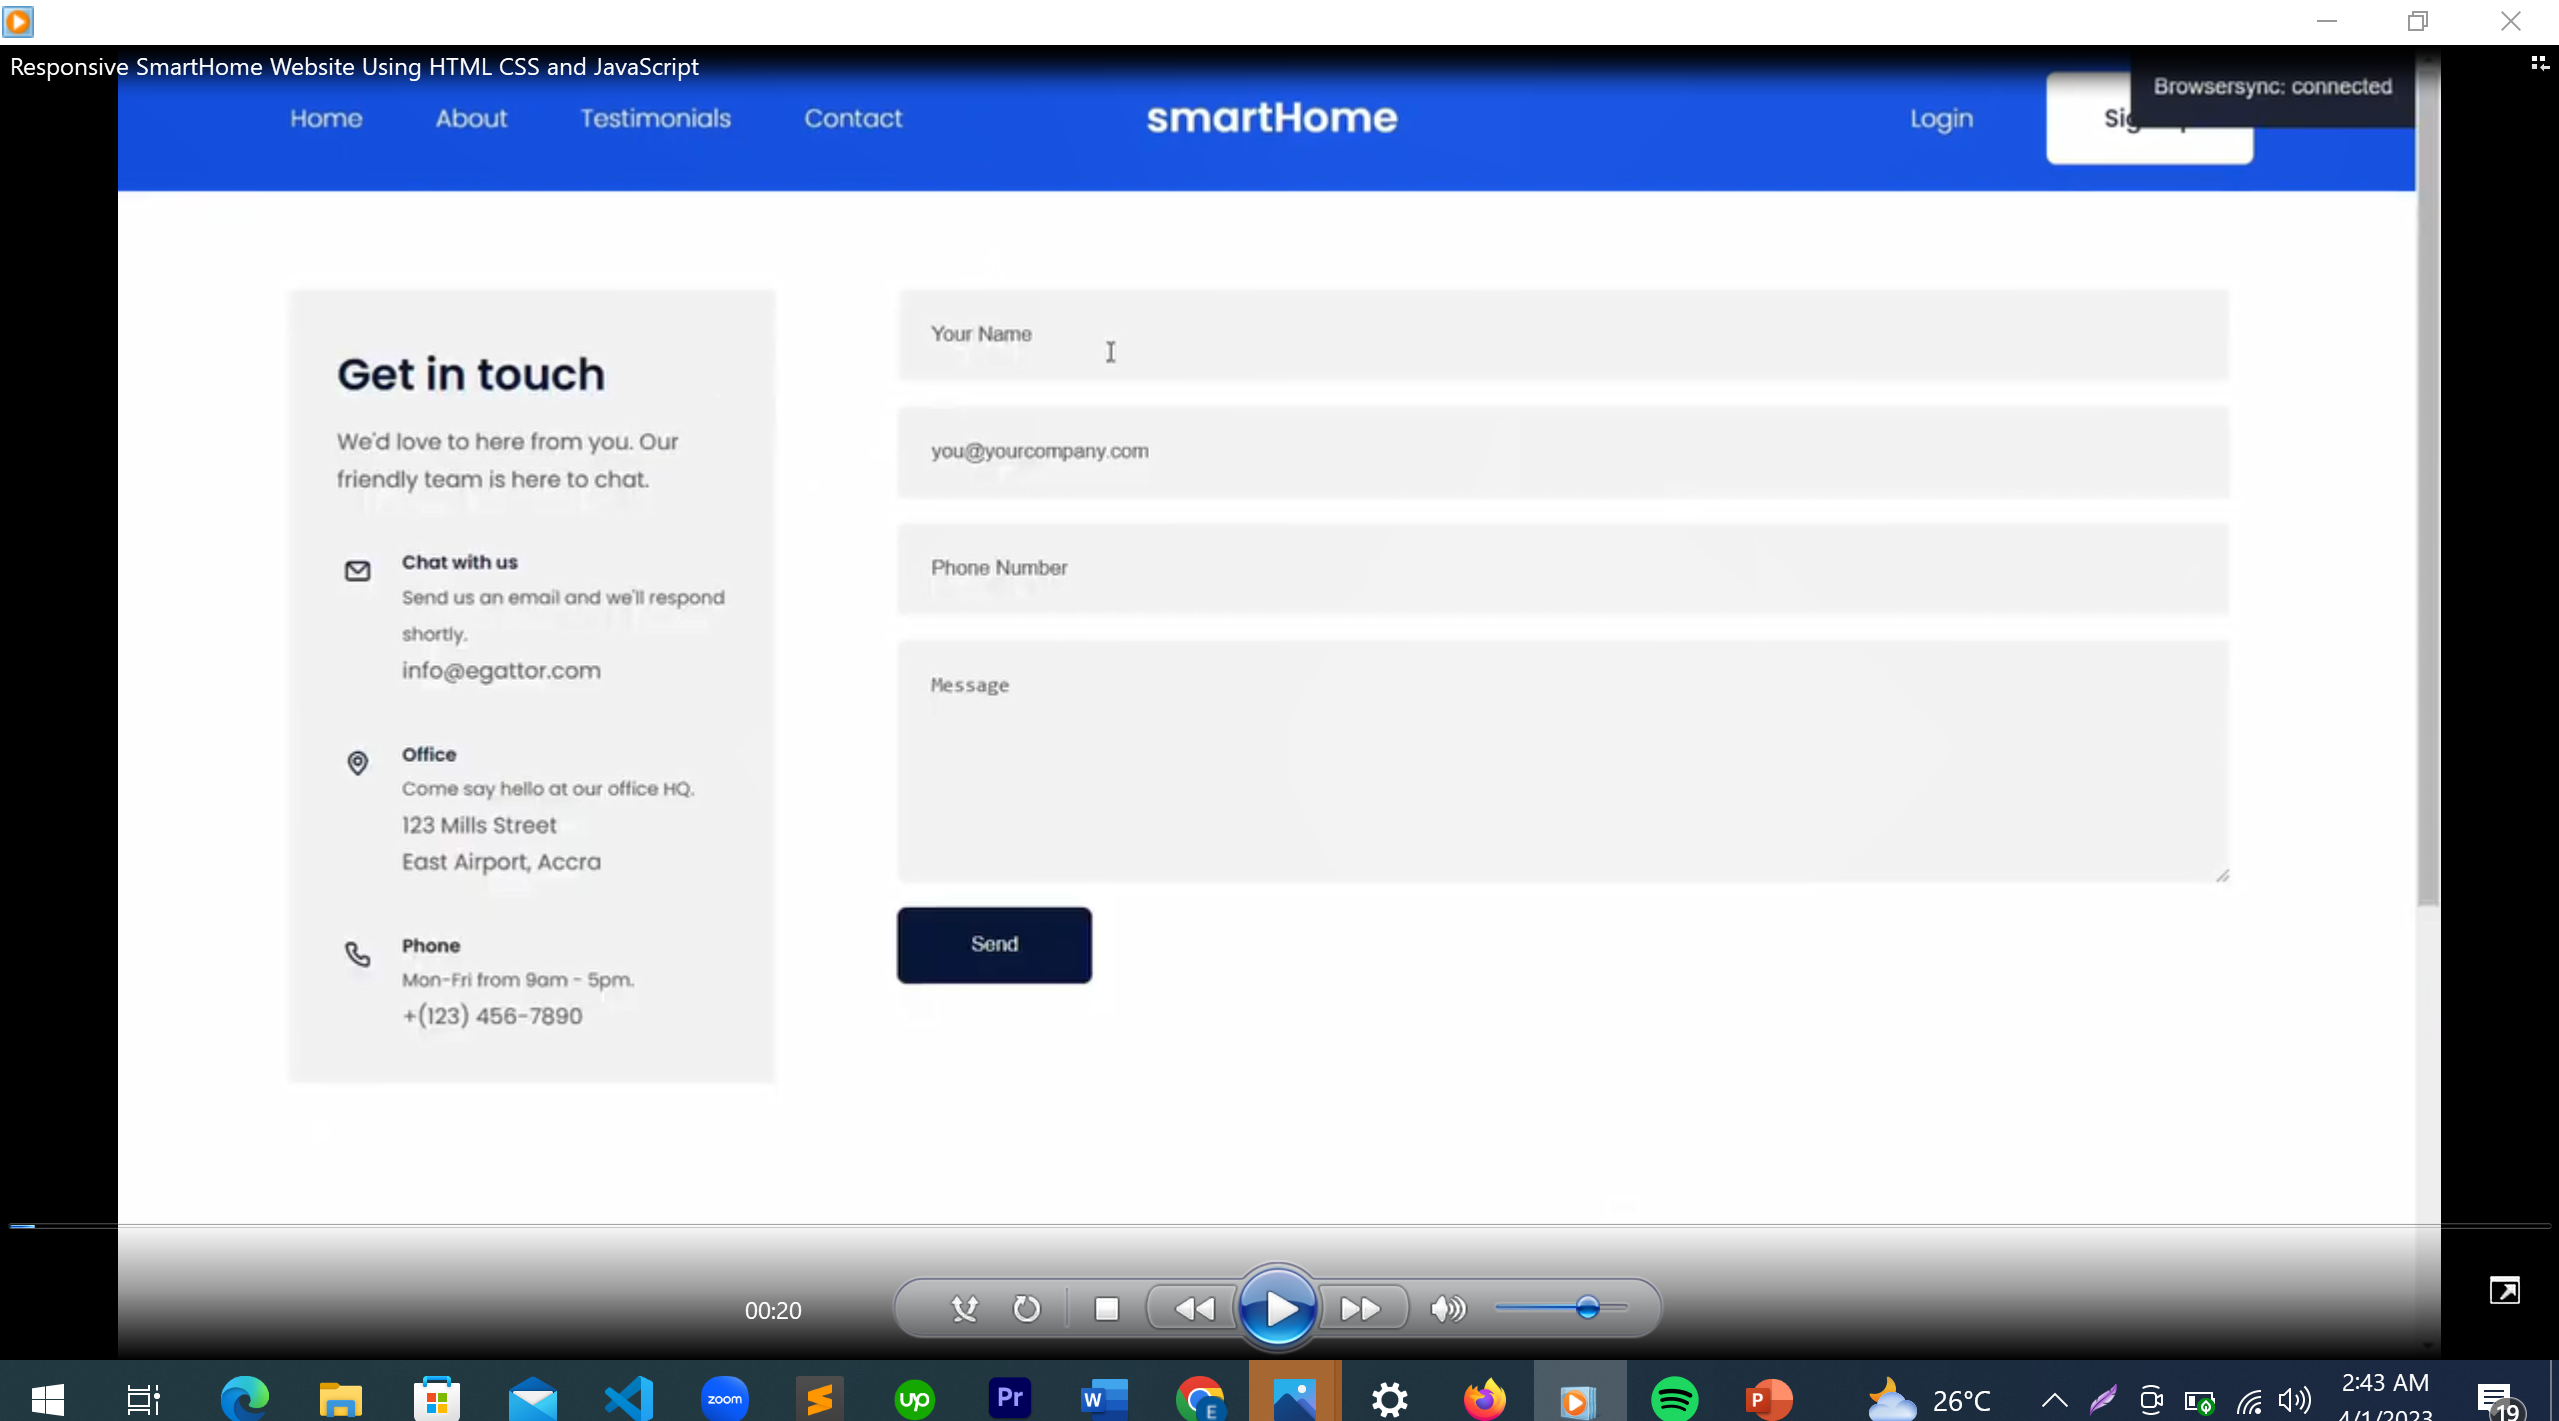 Responsive SmartHome Website Using HTML CSS and JavaScript
Browsersync: connected
Home About Testimonials Contact smartHome Login
Get in touch
We'd love to here from you. Our
friendly team is here to chat.
Chat with us
Send us an email and we'll respond
shortly.
info@egattor.com
Office
Come say hello at our office HQ.
123 Mills Street
East Airport, Accra
Phone
Mon-Fri from 9am - 5pm.
+(123) 456-7890
Your Name
you@yourcompany.com
Phone Number
Message
Send
00:20
zoom
up
Pr
W
E
P
26°C
2:43 AM
4/1/2023
19